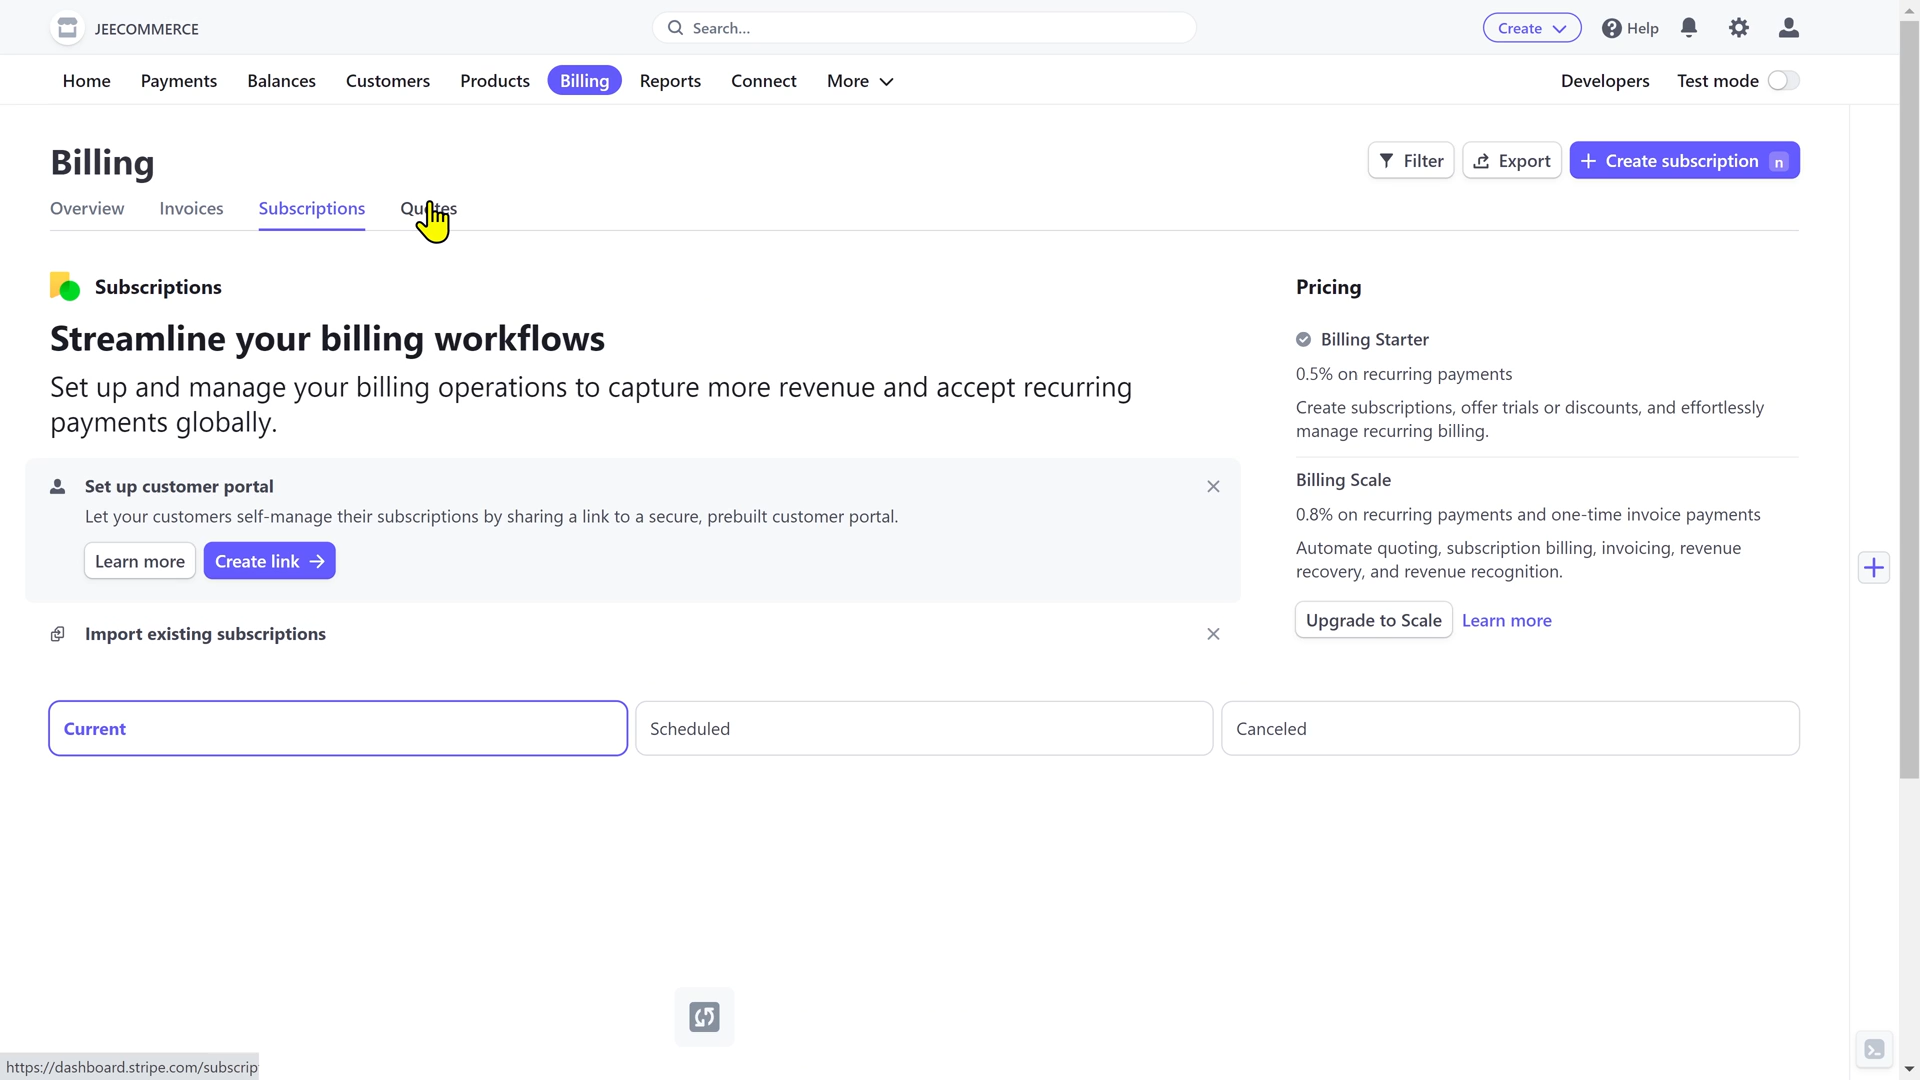 JEECOMMERCE
Search...
Create
Help
Home
Payments
Balances
Customers
Products
Billing
Reports
Connect
More
Developers
Test mode
Billing
Filter
Export
Create subscription n
Overview
Invoices
Subscriptions
Quotes
Subscriptions
Streamline your billing workflows
Set up and manage your billing operations to capture more revenue and accept recurring
payments globally.
Set up customer portal
Let your customers self-manage their subscriptions by sharing a link to a secure, prebuilt customer portal.
Learn more
Create link
Import existing subscriptions
Pricing
Billing Starter
0.5% on recurring payments
Create subscriptions, offer trials or discounts, and effortlessly
manage recurring billing.
Billing Scale
0.8% on recurring payments and one-time invoice payments
Automate quoting, subscription billing, invoicing, revenue
recovery, and revenue recognition.
Upgrade to Scale
Learn more
Current
Scheduled
Canceled
https://dashboard.stripe.com/subscrip